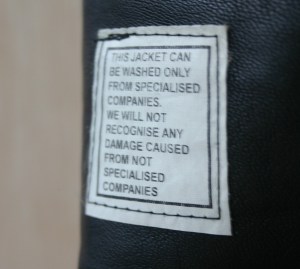 THIS JACKET CAN
BE WASHED ONLY
FROM SPECIALISED
COMPANIES.
WE WILL NOT
RECOGNISE ANY
DAMAGE CAUSED
FROM NOT
SPECIALISED
COMPANIES